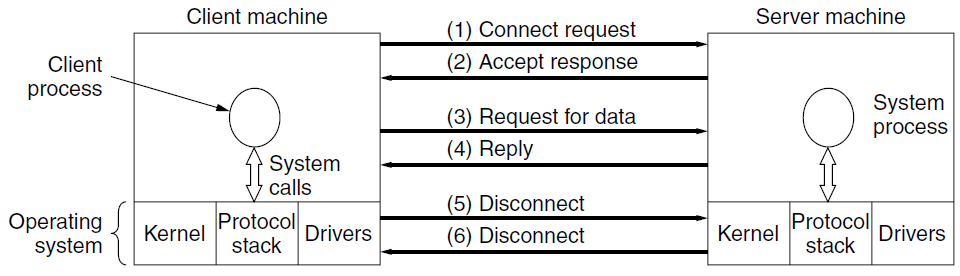 Client machine
Server machine
(1) Connect request
(2) Accept response
Client
process
(3) Request for data
System
process
(4) Reply
System
calls
(5) Disconnect
Operating
system
Kernel
Protocol
stack
Drivers
(6) Disconnect
Kernel
Protocol
stack
Drivers